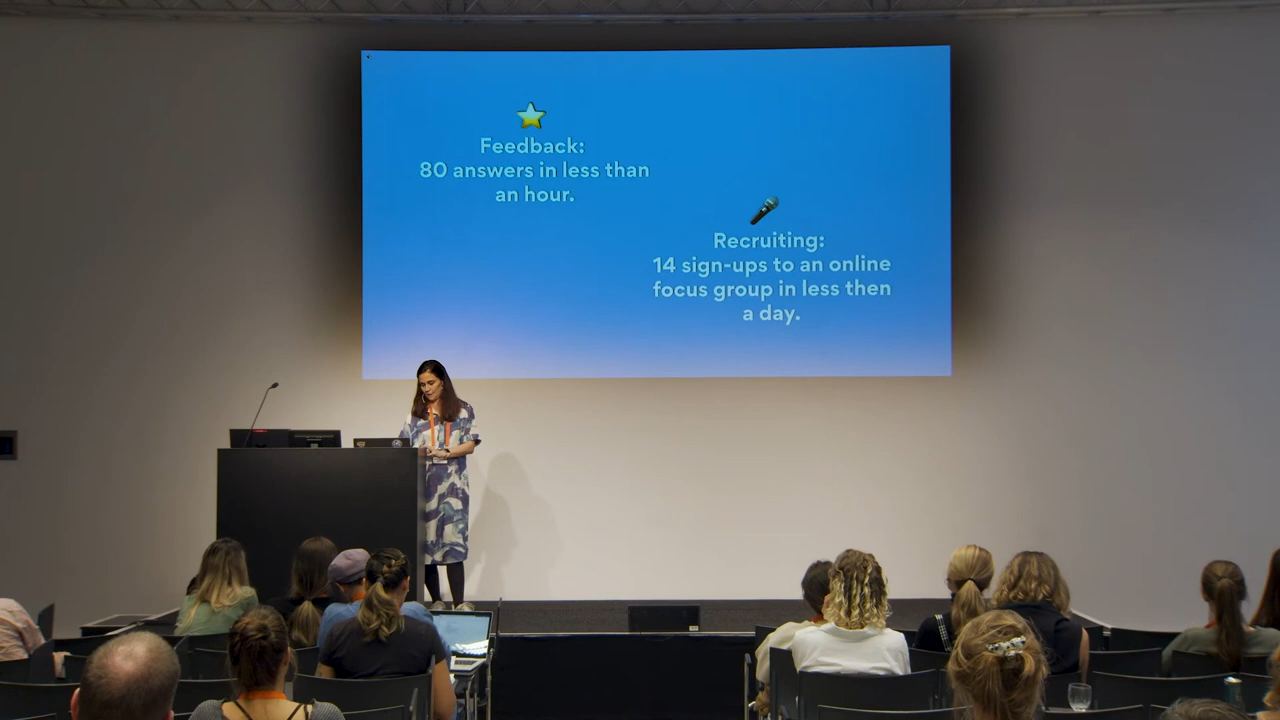 Feedback:
80 answers in less than
an hour.
Recruiting:
14 sign-ups to an online
focus group in less then
a day.